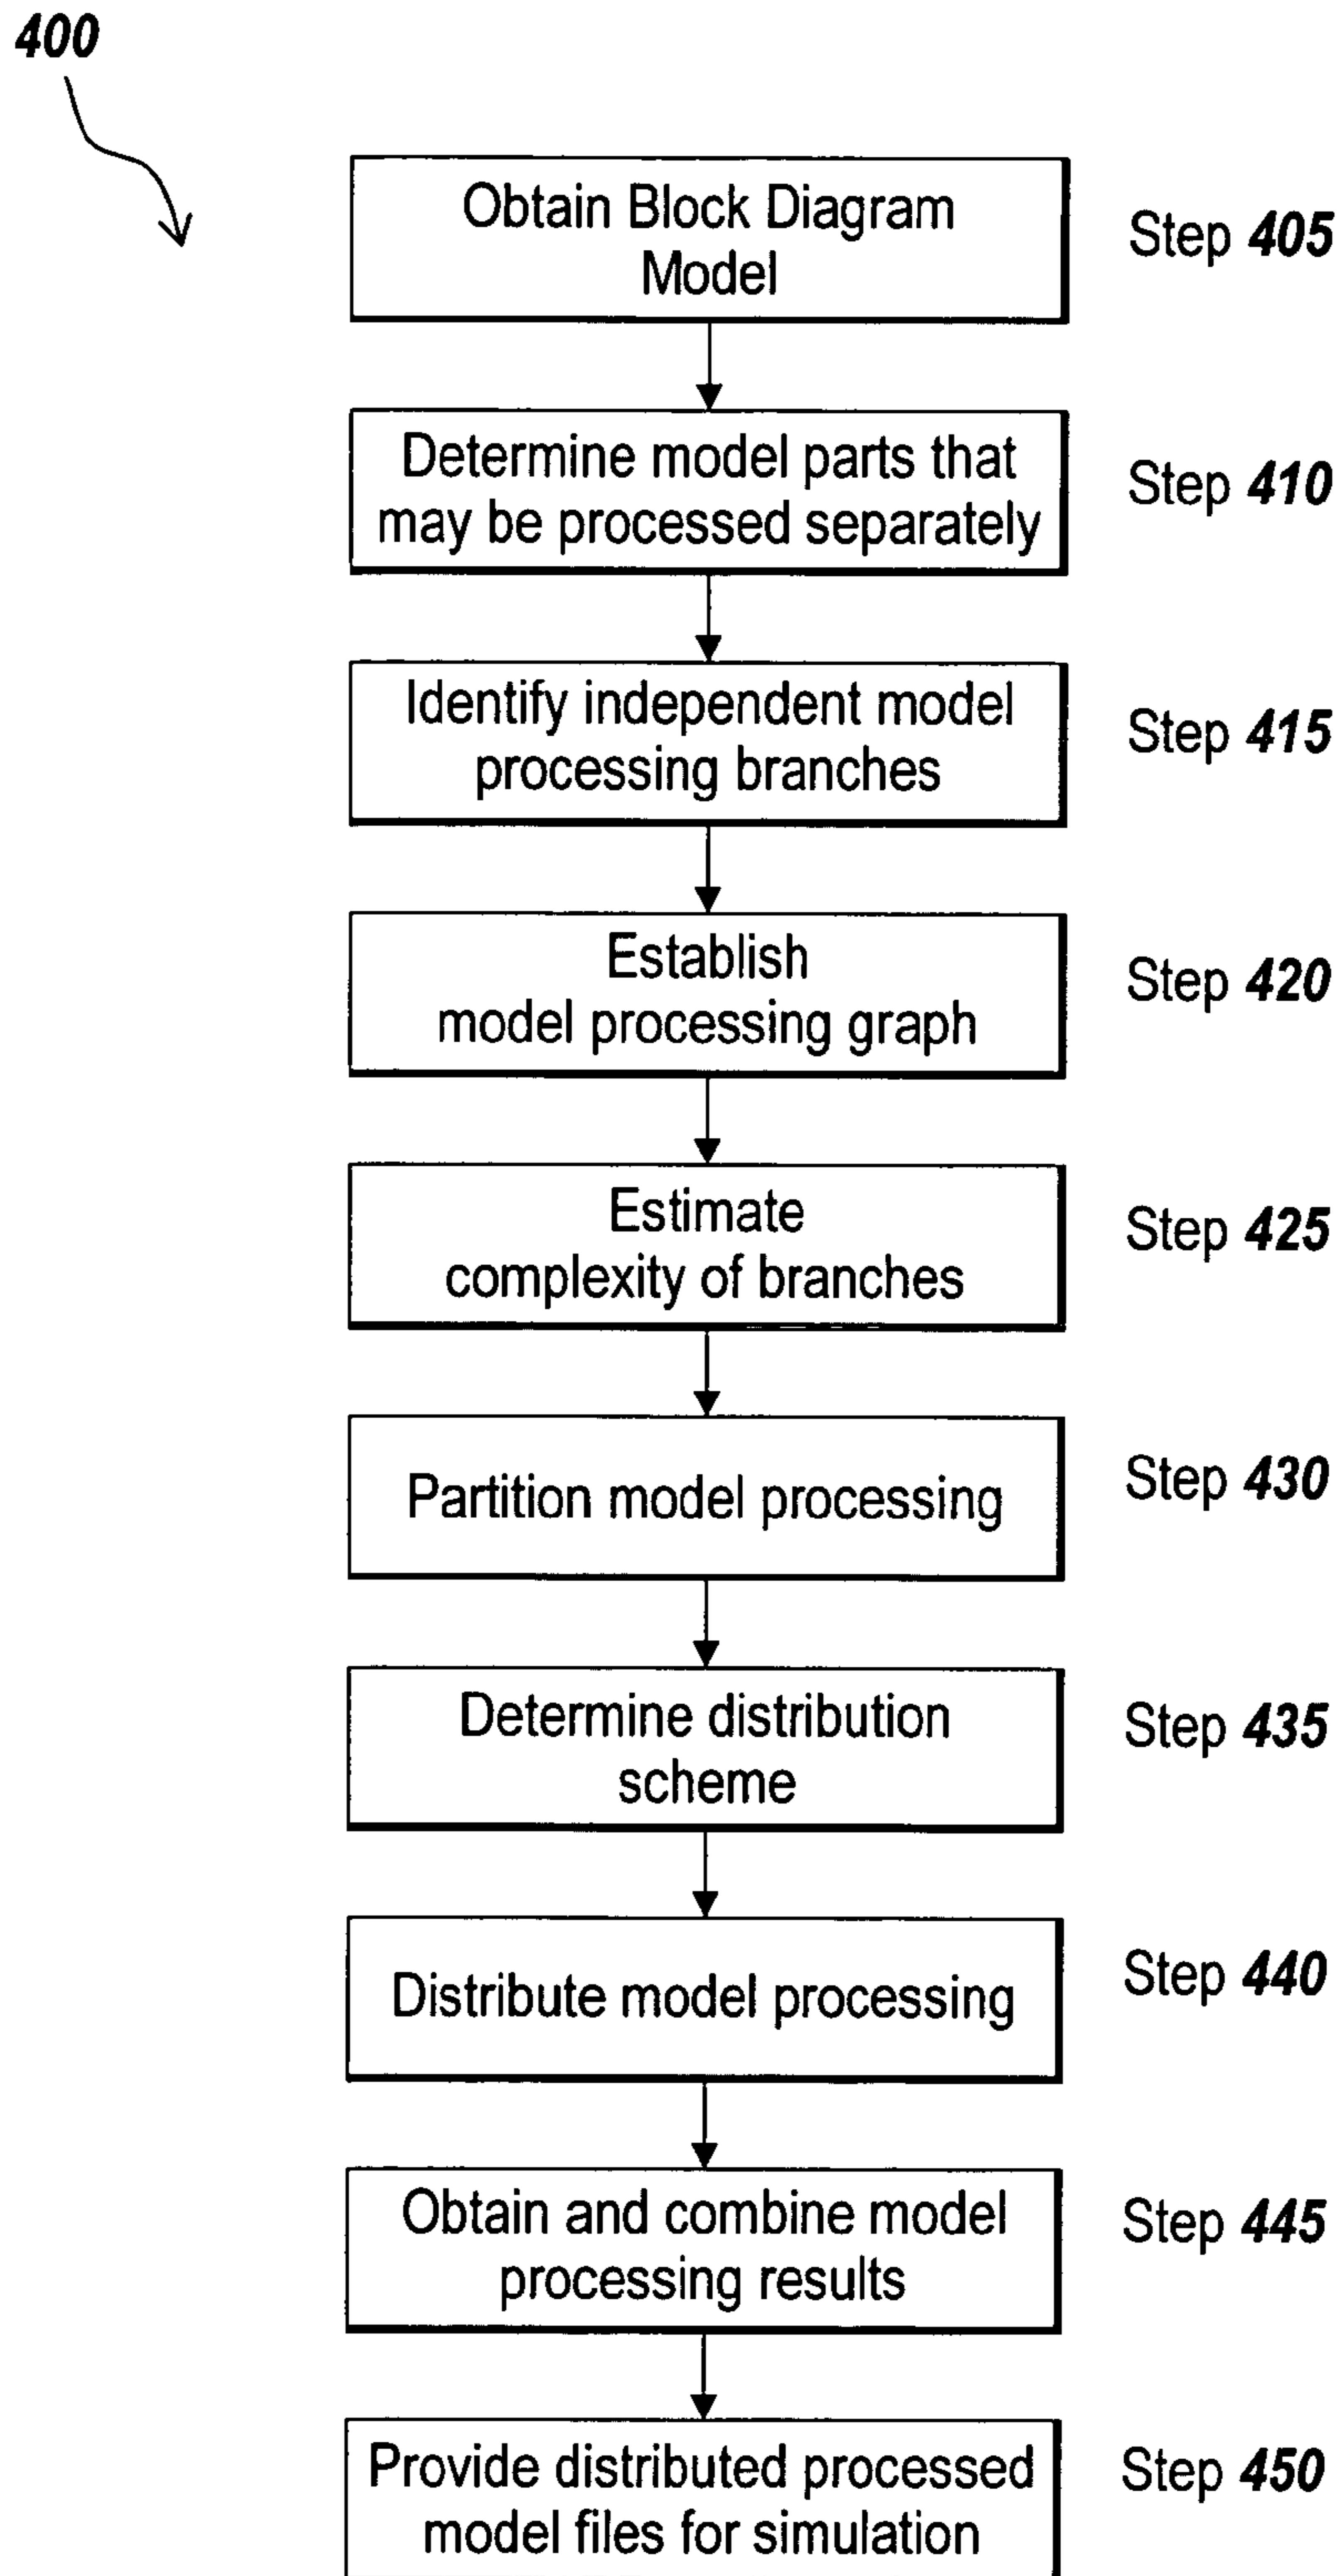 400
Obtain Block Diagram
Model
Step 405
Determine model parts that
may be processed separately
Step 410
Identify independent model
processing branches
Step 415
Establish
model processing graph
Step 420
Estimate
complexity of branches
Step 425
Partition model processing
Step 430
Determine distribution
scheme
Step 435
Distribute model processing
Step 440
Obtain and combine model
processing results
Step 445
Provide distributed processed
model files for simulation
Step 450